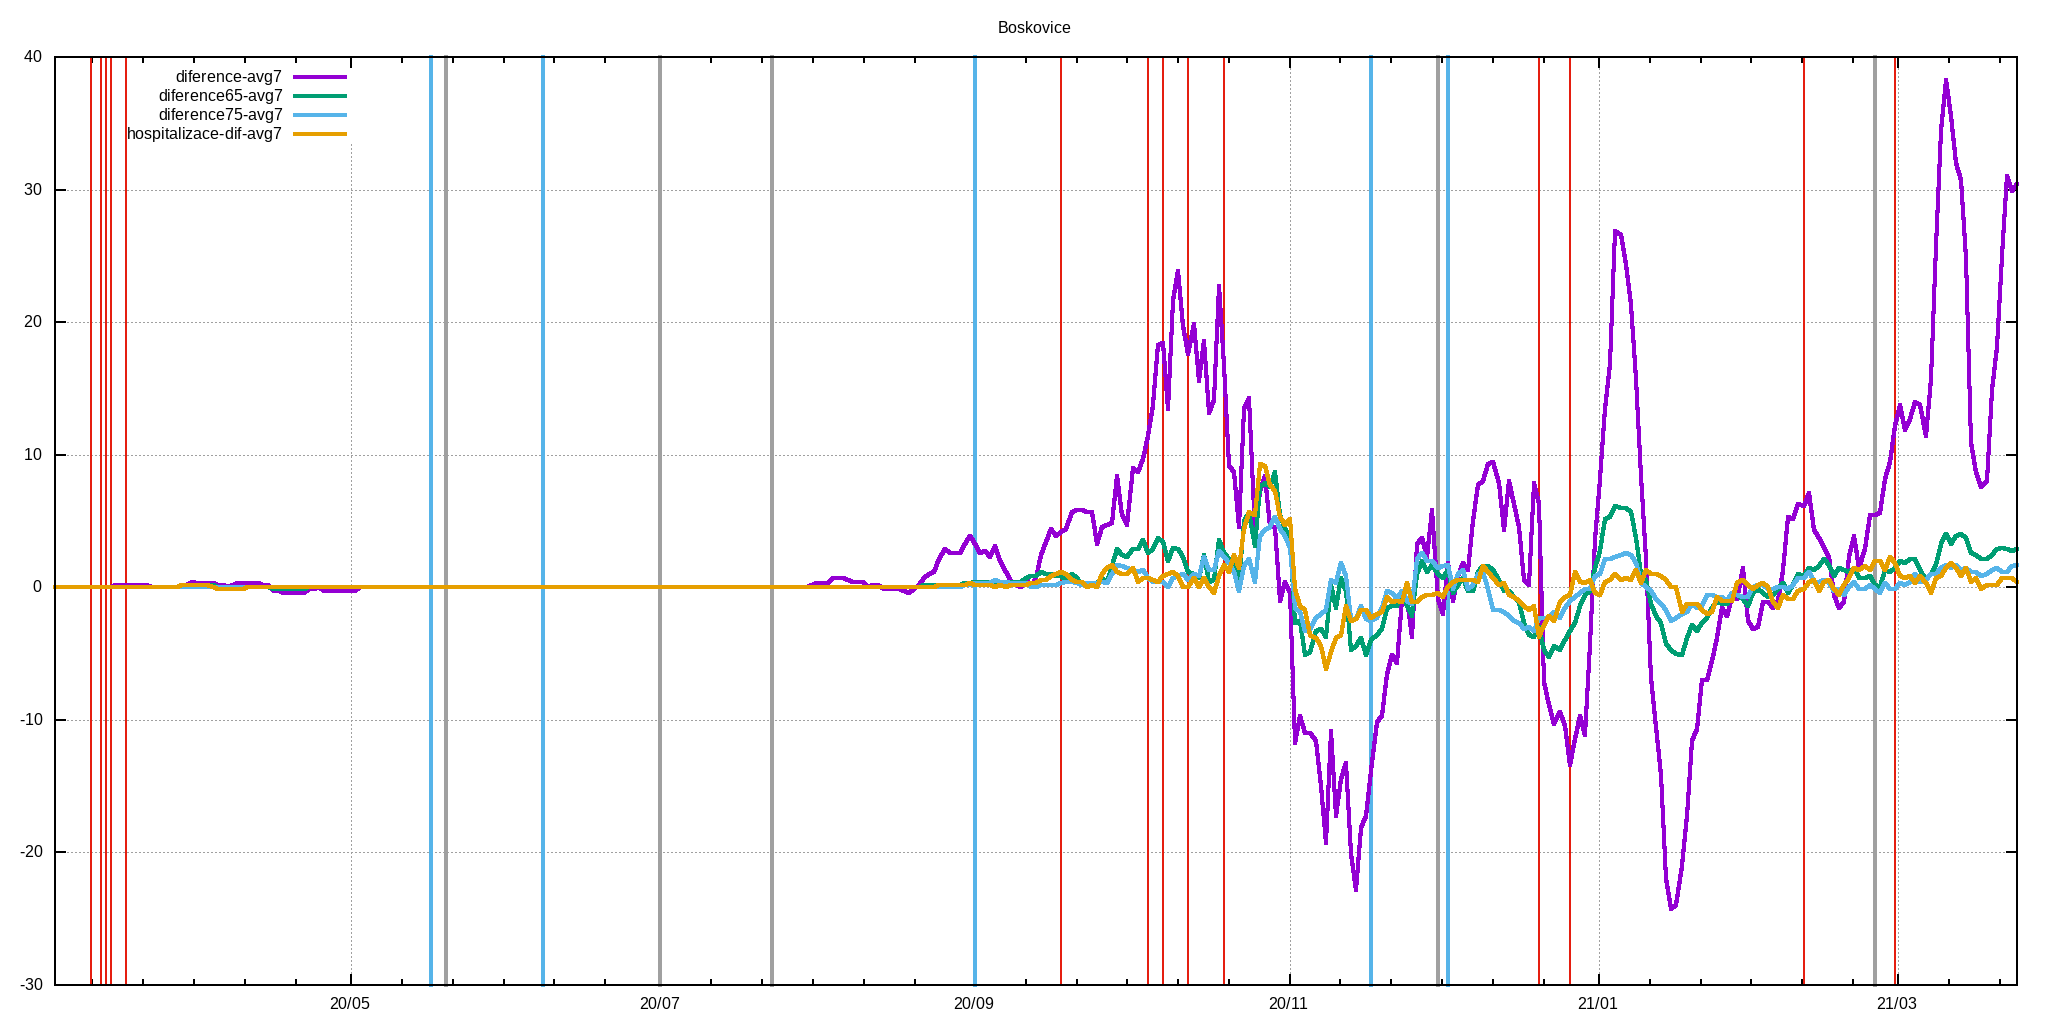 Boskovice
40
30
20
10
0
-10
-20
-30
diference-avg7
diference65-avg7
diference75-avg7
hospitalizace-dif-avg7
20/05 20/07 20/09 20/11 21/01 21/03